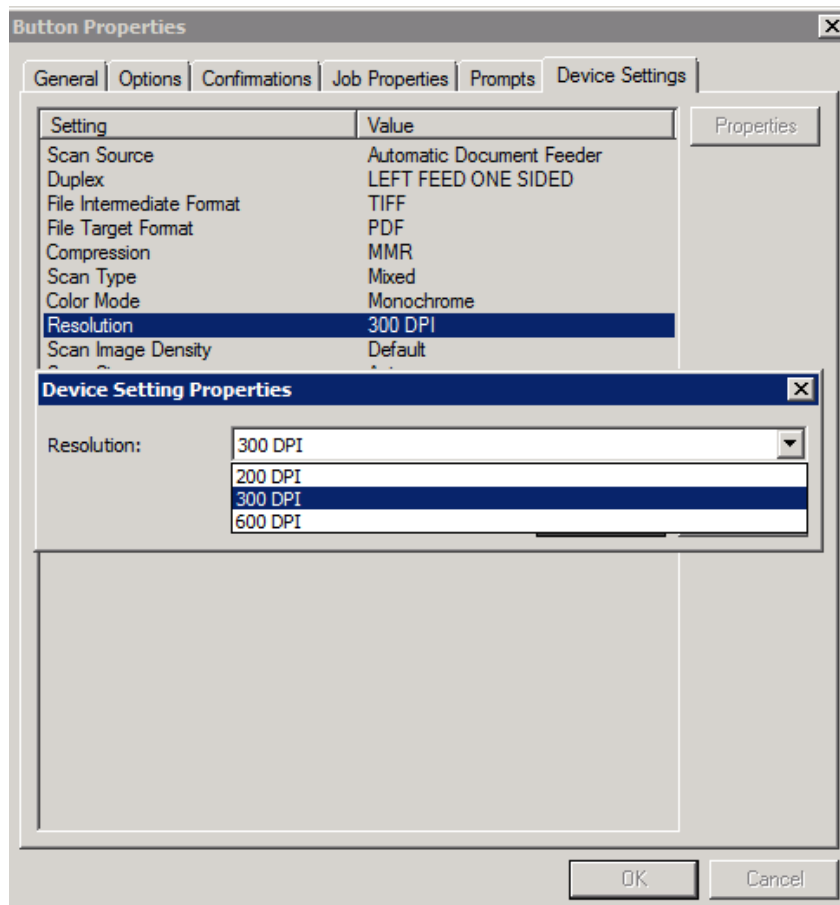 Button Properties
General Options Confirmations Job Properties Prompts Device Settings
Setting Value
Properties
Scan Source Automatic Document Feeder
Duplex LEFT FEED ONE SIDED
File Intermediate Format TIFF
File Target Format PDF
Compression MMR
Scan Type Mixed
Color Mode Monochrome
Resolution 300 DPI
Scan Image Density Default
Device Setting Properties
Resolution: 300 DPI
200 DPI
300 DPI
600 DPI
OK Cancel